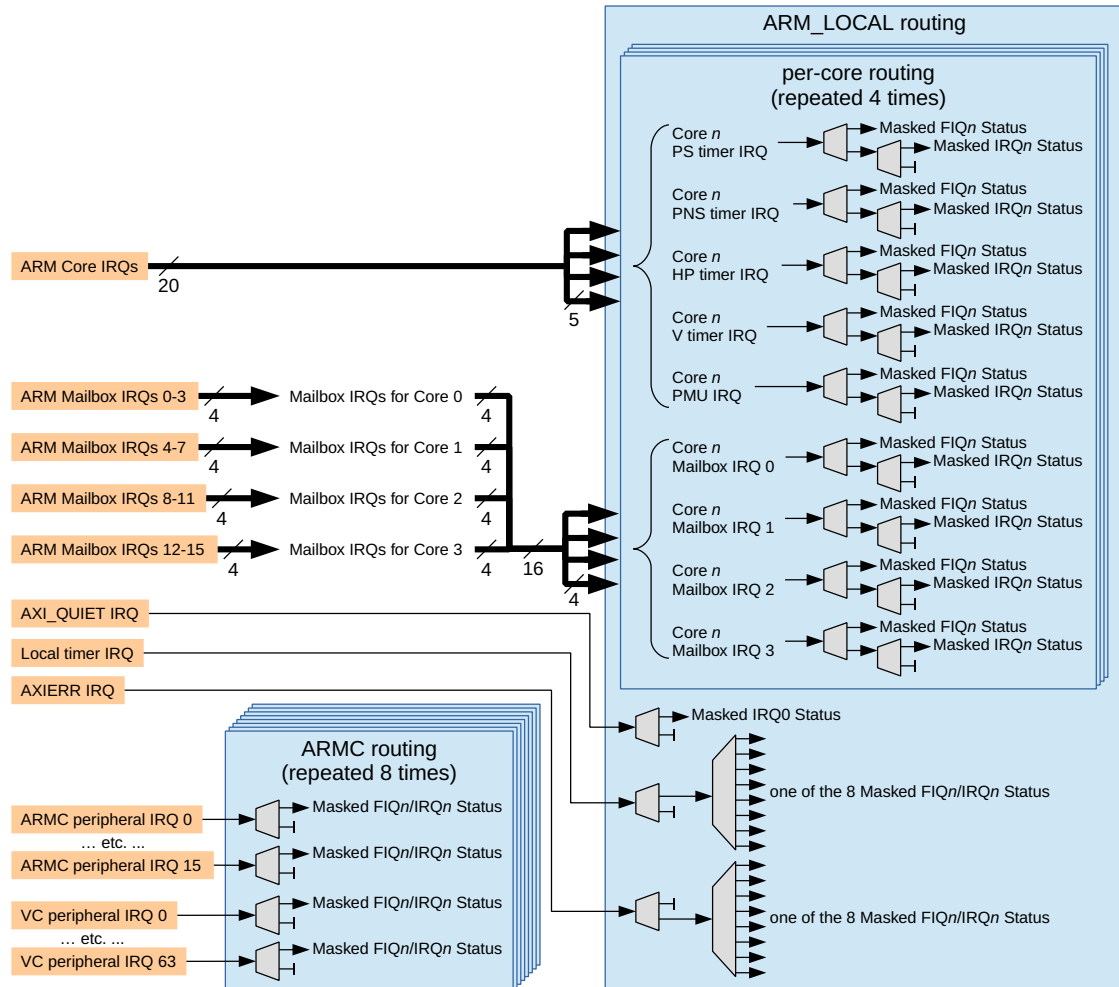 ARM_LOCAL routing
per-core routing
(repeated 4 times)
Core n
PS timer IRQ
Masked FIQn Status
Masked IRQn Status
Core n
PNS timer IRQ
Masked FIQn Status
Masked IRQn Status
Core n
HP timer IRQ
Masked FIQn Status
Masked IRQn Status
Core n
V timer IRQ
Masked FIQn Status
Masked IRQn Status
Core n
PMU IRQ
Masked FIQn Status
Masked IRQn Status
ARM Core IRQs
20
5
ARM Mailbox IRQs 0-3
4
Mailbox IRQs for Core 0
4
ARM Mailbox IRQs 4-7
4
Mailbox IRQs for Core 1
4
ARM Mailbox IRQs 8-11
4
Mailbox IRQs for Core 2
4
ARM Mailbox IRQs 12-15
4
Mailbox IRQs for Core 3
4
16
4
Core n
Mailbox IRQ 0
Masked FIQn Status
Masked IRQn Status
Core n
Mailbox IRQ 1
Masked FIQn Status
Masked IRQn Status
Core n
Mailbox IRQ 2
Masked FIQn Status
Masked IRQn Status
Core n
Mailbox IRQ 3
Masked FIQn Status
Masked IRQn Status
AXI_QUIET IRQ
Local timer IRQ
AXIERR IRQ
Masked IRQ0 Status
one of the 8 Masked FIQn/IRQn Status
one of the 8 Masked FIQn/IRQn Status
ARMC routing
(repeated 8 times)
ARMC peripheral IRQ 0
Masked FIQn/IRQn Status
... etc. ...
ARMC peripheral IRQ 15
Masked FIQn/IRQn Status
VC peripheral IRQ 0
Masked FIQn/IRQn Status
... etc. ...
VC peripheral IRQ 63
Masked FIQn/IRQn Status